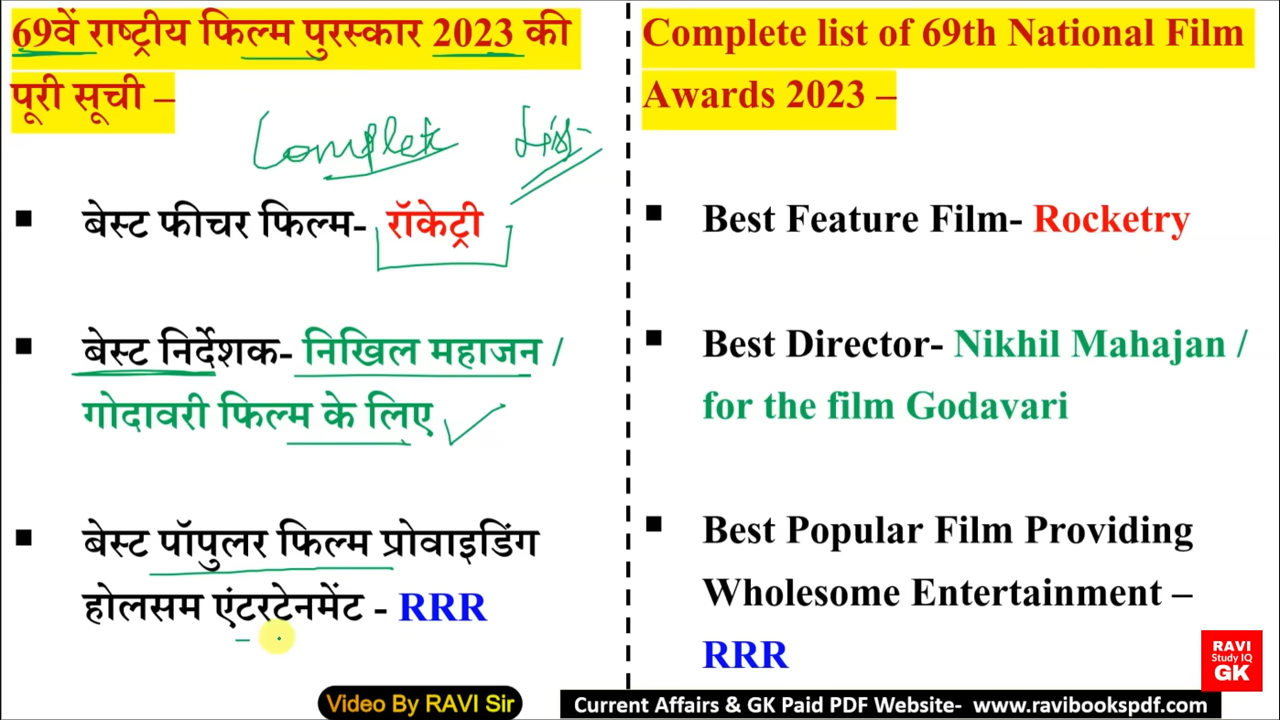 69वें राष्ट्रीय फिल्म पुरस्कार 2023 की
पूरी सूची –
Complete List
▪ बेस्ट फीचर फिल्म- रॉकेट्री
▪ बेस्ट निर्देशक- निखिल महाजन /
गोदावरी फिल्म के लिए
▪ बेस्ट पॉपुलर फिल्म प्रोवाइडिंग
होलसम एंटरटेनमेंट - RRR
Complete list of 69th National Film
Awards 2023 –
▪ Best Feature Film- Rocketry
▪ Best Director- Nikhil Mahajan /
for the film Godavari
▪ Best Popular Film Providing
Wholesome Entertainment –
RRR
RAVI
Study IQ
GK
Video By RAVI Sir
Current Affairs & GK Paid PDF Website- www.ravibookspdf.com